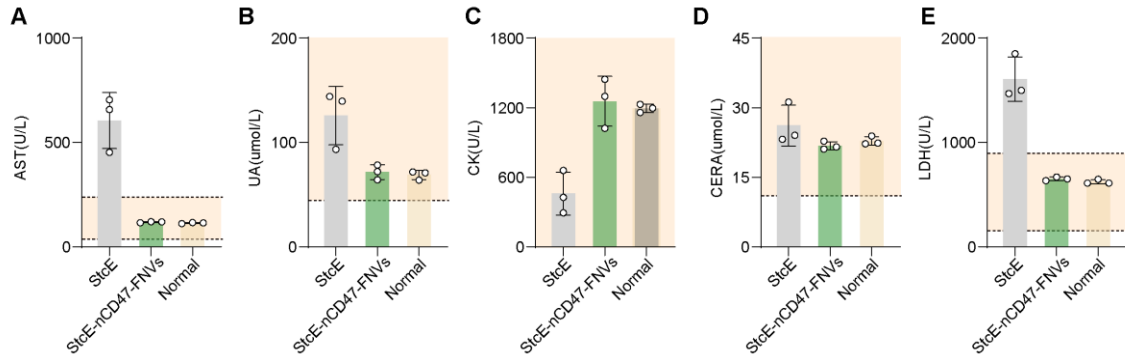 A
AST(U/L)
1000
500
0
StcE
StcE-nCD47-FNVs
Normal
B
UA(umol/L)
200
100
0
StcE
StcE-nCD47-FNVs
Normal
C
CK(U/L)
1800
1200
600
0
StcE
StcE-nCD47-FNVs
Normal
D
CERA(umol/L)
45
30
15
0
StcE
StcE-nCD47-FNVs
Normal
E
LDH(U/L)
2000
1000
0
StcE
StcE-nCD47-FNVs
Normal